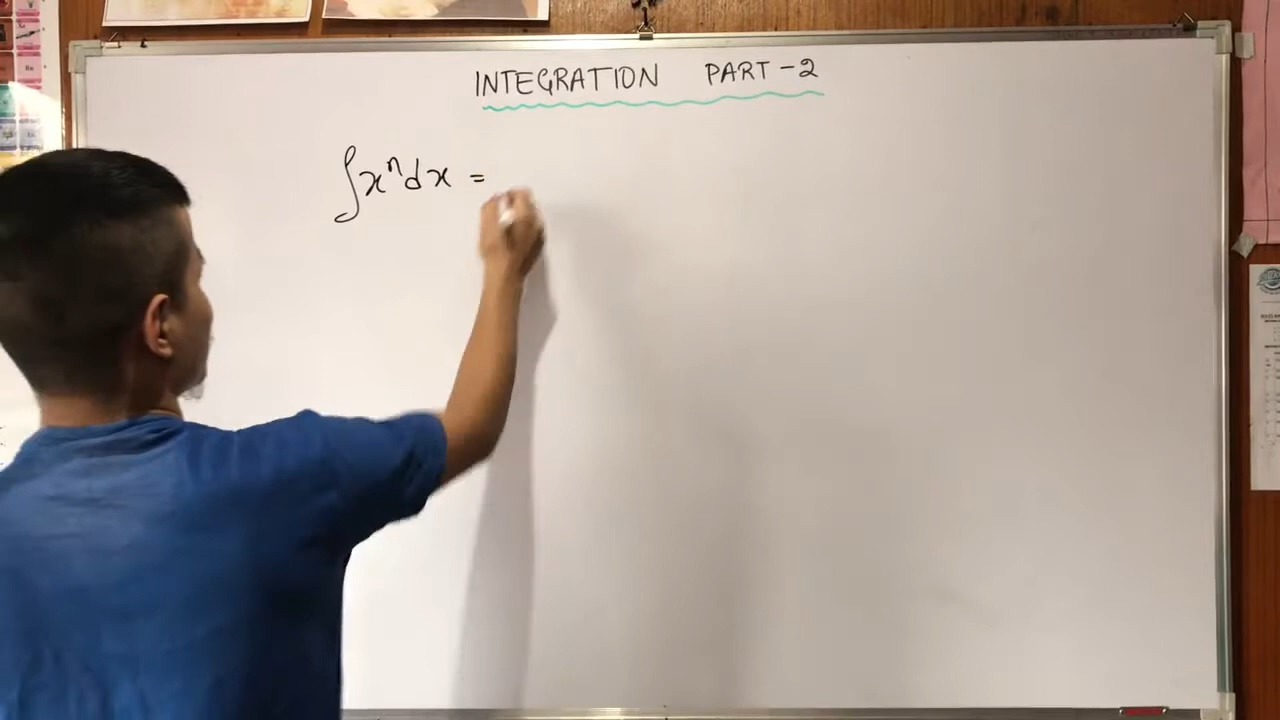 INTEGRATION PART-2
∫xⁿdx =